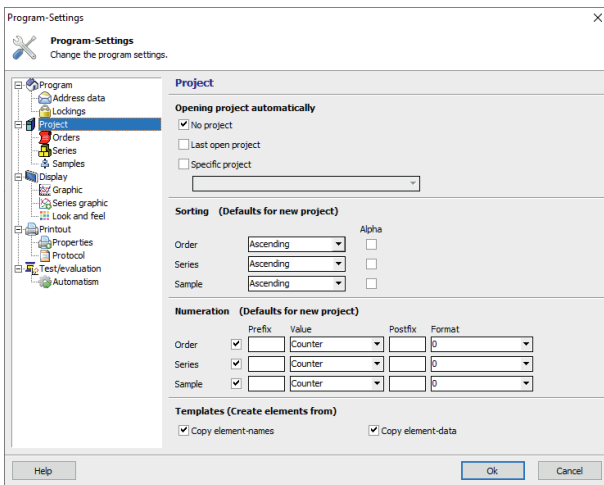 Program-Settings
Program-Settings
Change the program settings.
Program
Address data
Lockings
Project
Orders
Series
Samples
Display
Graphic
Series graphic
Look and feel
Printout
Properties
Protocol
Test/evaluation
Automatism
Project
Opening project automatically
No project
Last open project
Specific project
Sorting (Defaults for new project)
Alpha
Order Ascending
Series Ascending
Sample Ascending
Numeration (Defaults for new project)
Prefix Value Postfix Format
Order Counter 0
Series Counter 0
Sample Counter 0
Templates (Create elements from)
Copy element-names Copy element-data
Help Ok Cancel